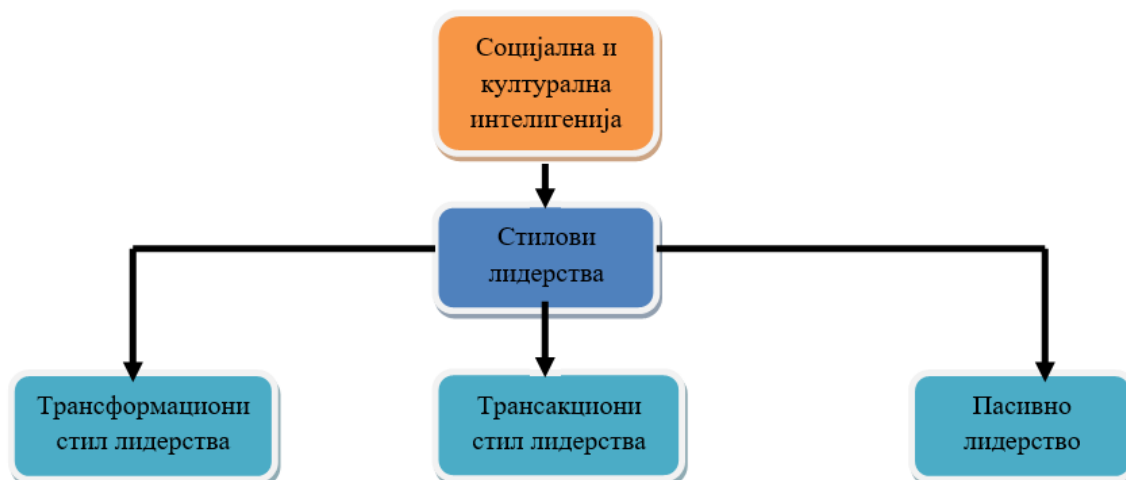 Социјална и
културална
интелигенија
Стилови
лидерства
Трансформациони
стил лидерства
Трансакциони
стил лидерства
Пасивно
лидерство